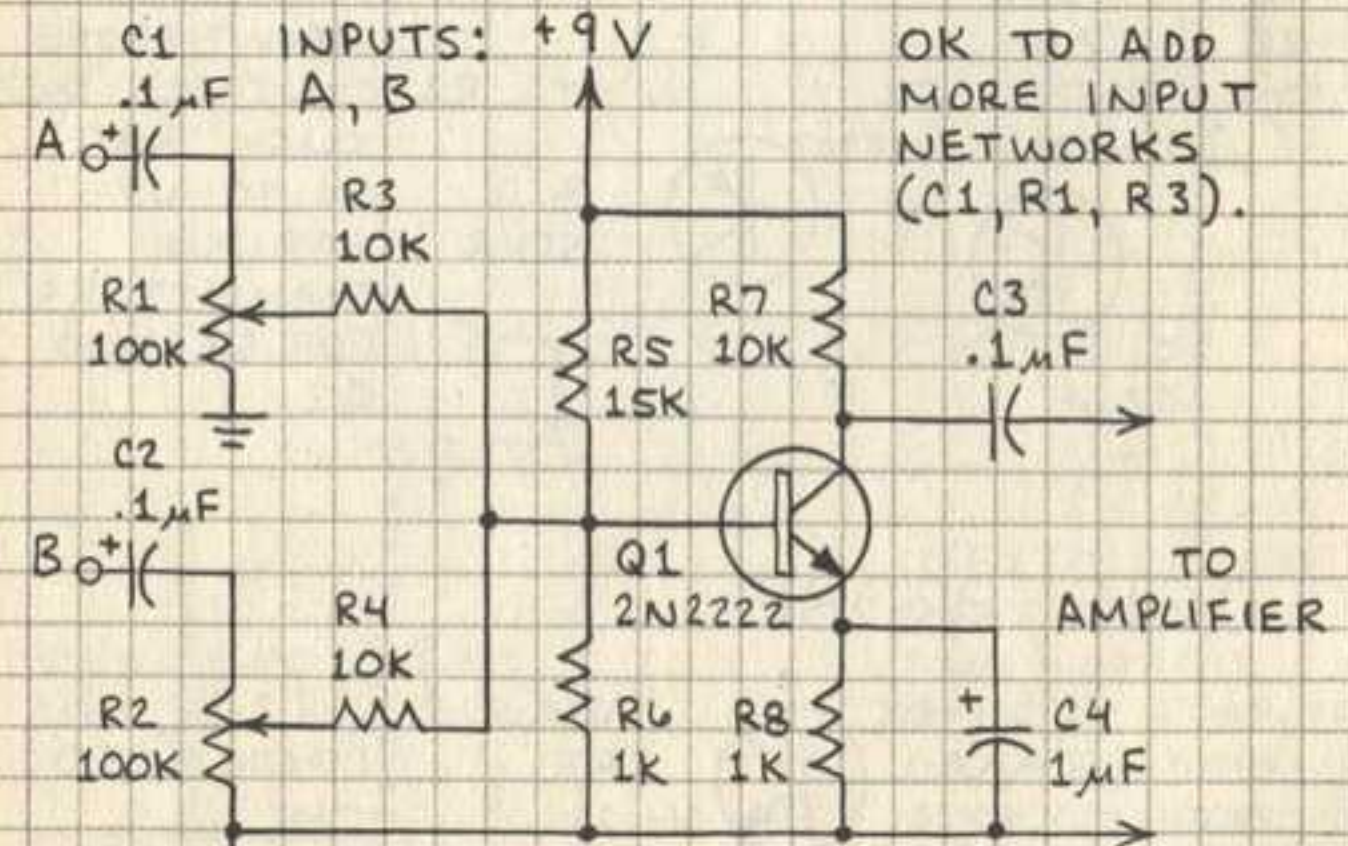 C1
.1µF
INPUTS:
A, B
+9V
OK TO ADD
MORE INPUT
NETWORKS
(C1, R1, R3).
A
+
R3
10K
R1
100K
R5
15K
R7
10K
C3
.1µF
C2
.1µF
B
+
R4
10K
Q1
2N2222
TO
AMPLIFIER
R2
100K
R6
1K
R8
1K
+
C4
1µF